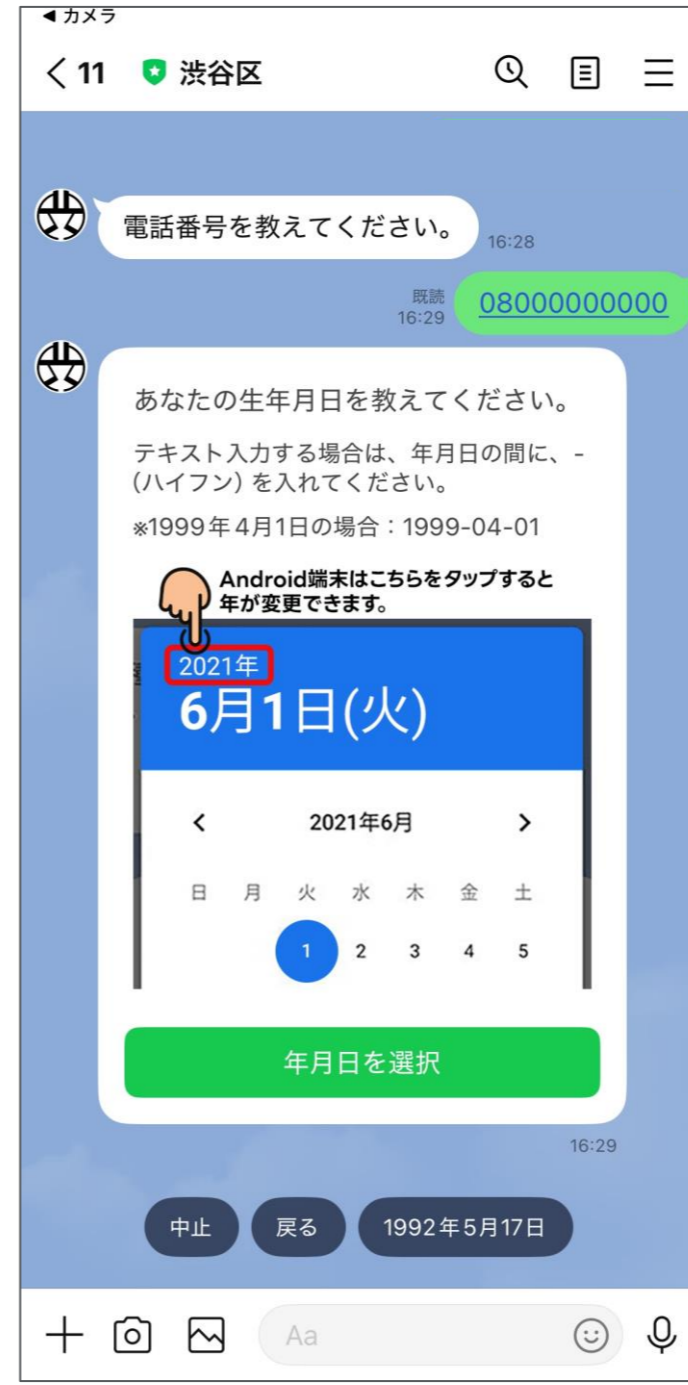 ◀ カメラ
11 渋谷区
電話番号を教えてください。
16:28
既読
16:29
08000000000
あなたの生年月日を教えてください。
テキスト入力する場合は、年月日の間に、-
(ハイフン) を入れてください。
※1999年4月1日の場合：1999-04-01
Android端末はこちらをタップすると
年が変更できます。
2021年
6月1日(火)
2021年6月
日 月 火 水 木 金 土
1 2 3 4 5
年月日を選択
16:29
中止 戻る 1992年5月17日
Aa